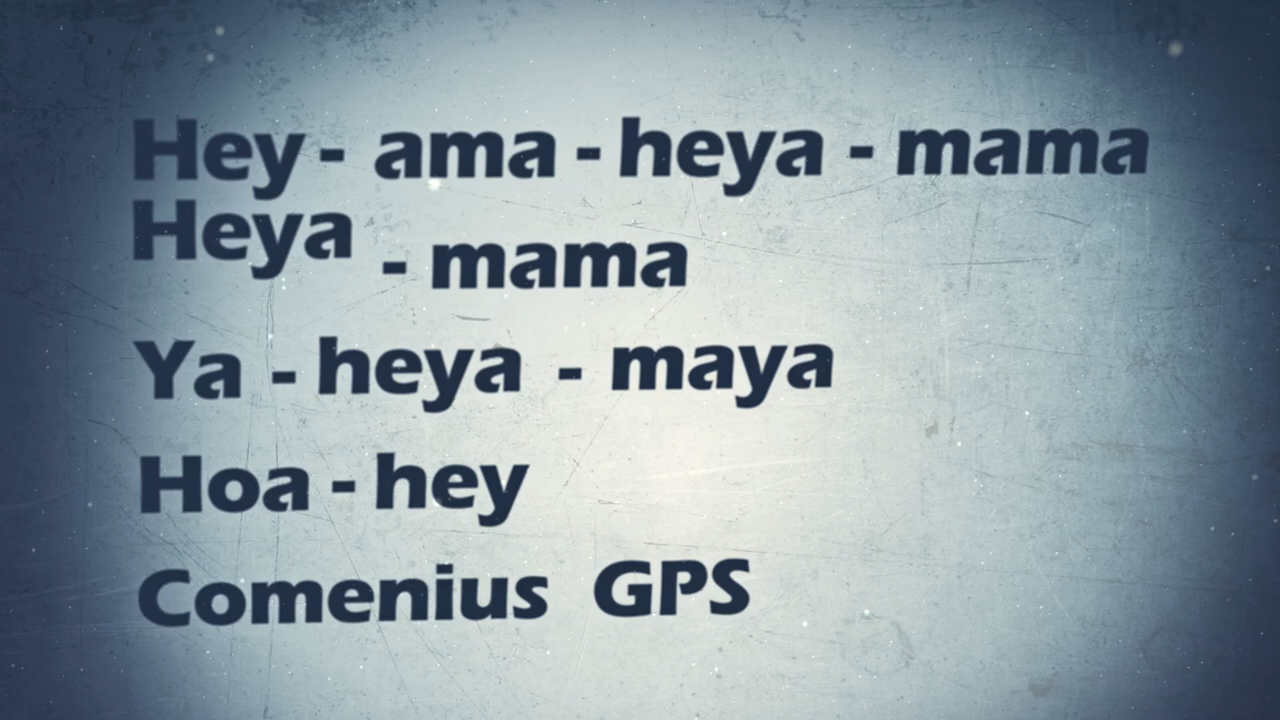 Hey - ama - heya - mama
Heya - mama
Ya - heya - maya
Hoa - hey
Comenius GPS